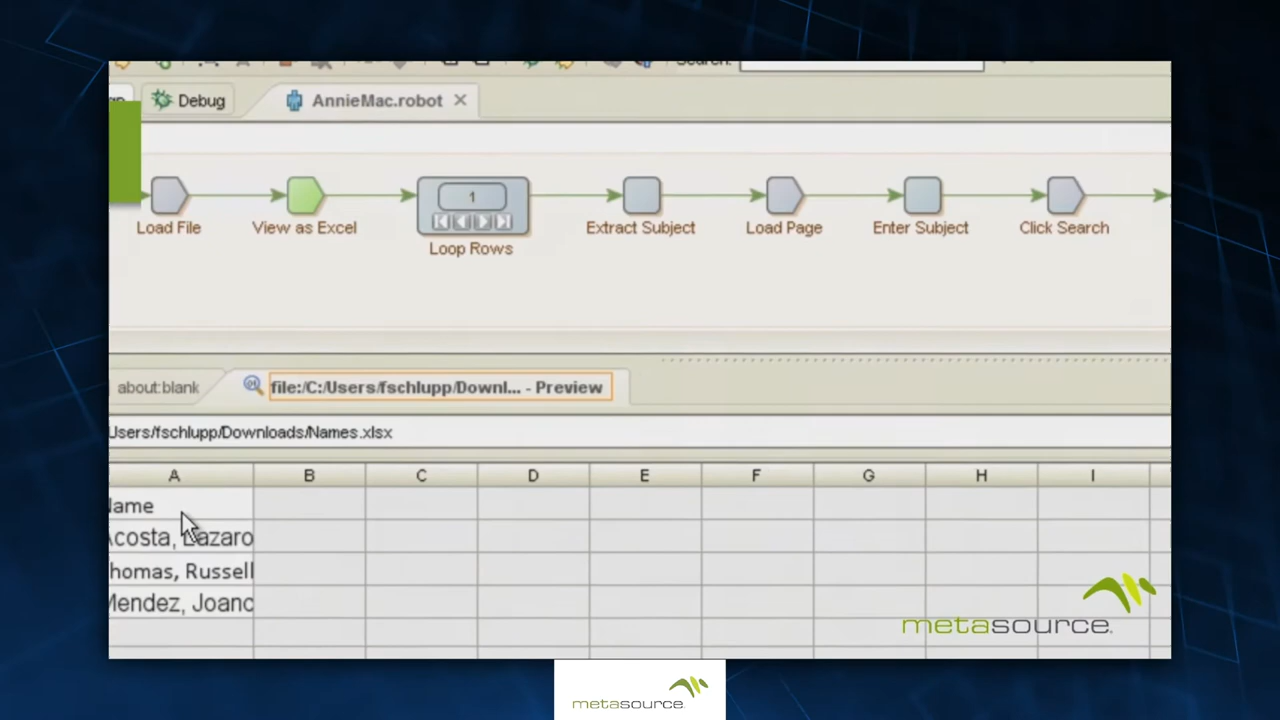 Debug
AnnieMac.robot
1
Load File
View as Excel
Loop Rows
Extract Subject
Load Page
Enter Subject
Click Search
about:blank
file:/C:/Users/fschlupp/Downl... - Preview
Users/fschlupp/Downloads/Names.xlsx
A B C D E F G H I
Name
Acosta, Lazaro
Thomas, Russell
Mendez, Joanc
metasource
metasource